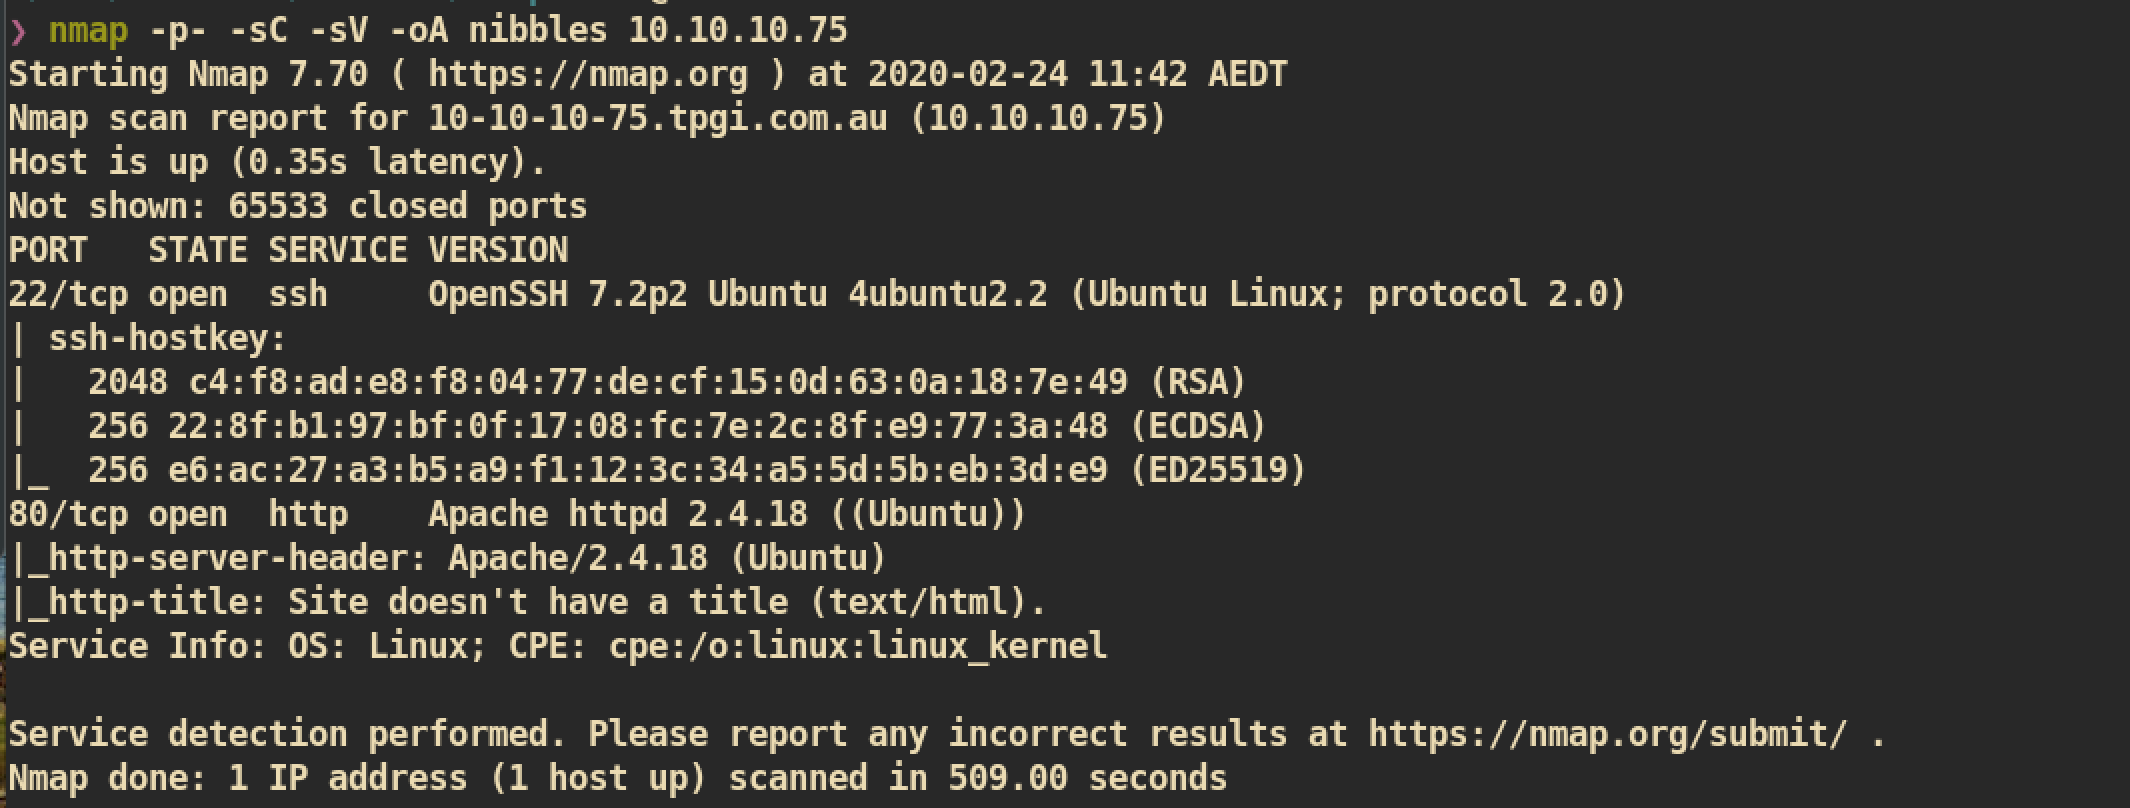 ❯ nmap -p- -sC -sV -oA nibbles 10.10.10.75
Starting Nmap 7.70 ( https://nmap.org ) at 2020-02-24 11:42 AEDT
Nmap scan report for 10-10-10-75.tpgi.com.au (10.10.10.75)
Host is up (0.35s latency).
Not shown: 65533 closed ports
PORT   STATE SERVICE VERSION
22/tcp open  ssh     OpenSSH 7.2p2 Ubuntu 4ubuntu2.2 (Ubuntu Linux; protocol 2.0)
| ssh-hostkey:
|   2048 c4:f8:ad:e8:f8:04:77:de:cf:15:0d:63:0a:18:7e:49 (RSA)
|   256 22:8f:b1:97:bf:0f:17:08:fc:7e:2c:8f:e9:77:3a:48 (ECDSA)
|_  256 e6:ac:27:a3:b5:a9:f1:12:3c:34:a5:5d:5b:eb:3d:e9 (ED25519)
80/tcp open  http    Apache httpd 2.4.18 ((Ubuntu))
|_http-server-header: Apache/2.4.18 (Ubuntu)
|_http-title: Site doesn't have a title (text/html).
Service Info: OS: Linux; CPE: cpe:/o:linux:linux_kernel

Service detection performed. Please report any incorrect results at https://nmap.org/submit/ .
Nmap done: 1 IP address (1 host up) scanned in 509.00 seconds